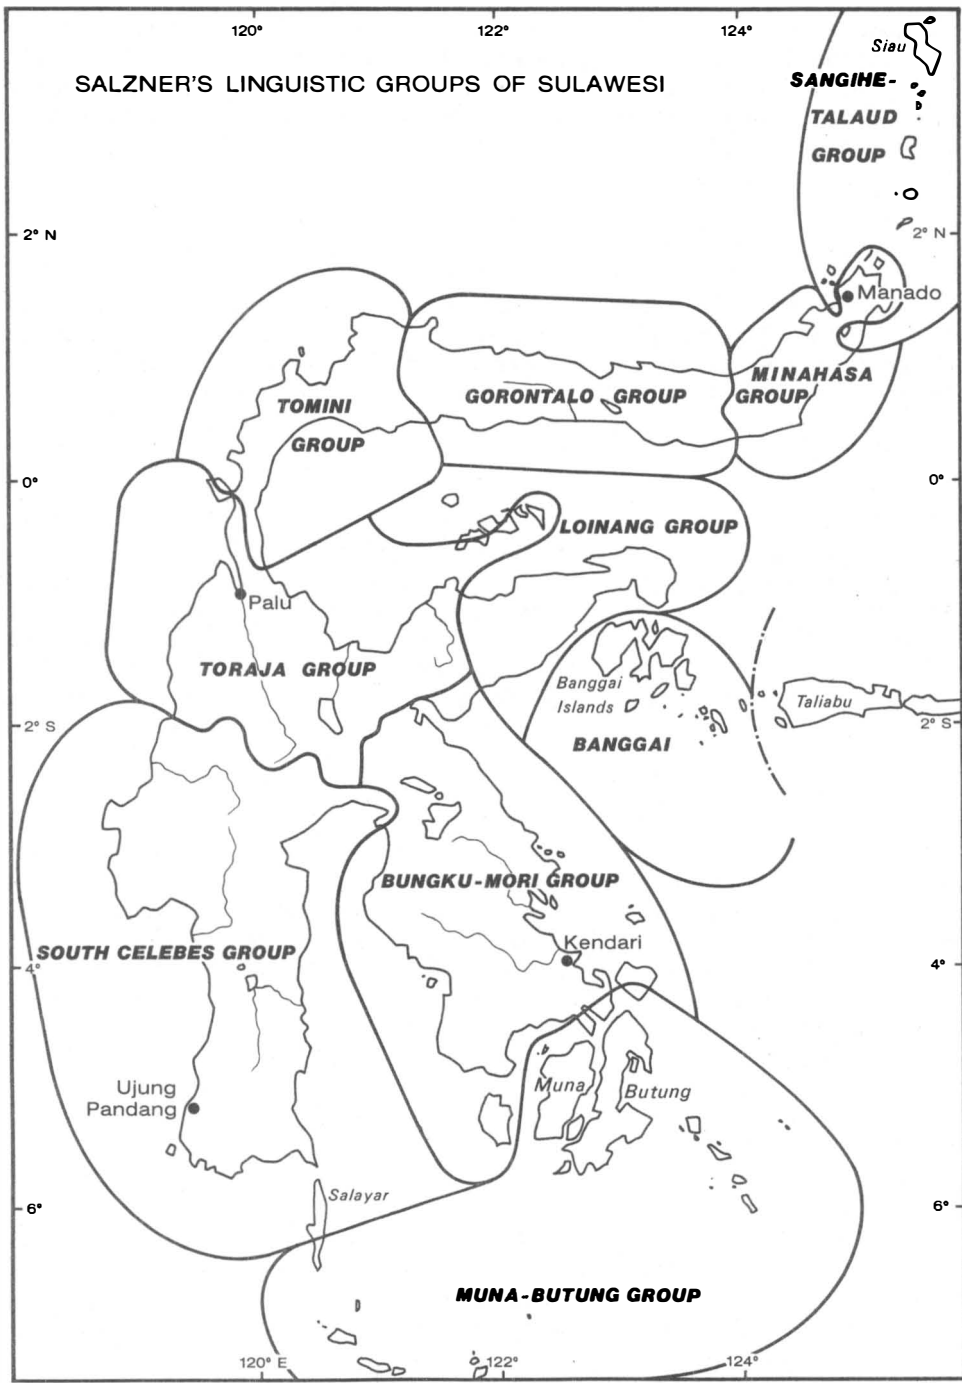 120° 122° 124°
Siau
SALZNER'S LINGUISTIC GROUPS OF SULAWESI
SANGIHE-
TALAUD
GROUP
2° N 2° N
Manado
MINAHASA
GROUP
GORONTALO GROUP
TOMINI
GROUP
0° 0°
LOINANG GROUP
Palu
TORAJA GROUP
Banggai
Islands
Taliabu
2° S 2° S
BANGGAI
BUNGKU-MORI GROUP
Kendari
SOUTH CELEBES GROUP
4° 4°
Ujung
Pandang
Muna
Butung
Salayar
6° 6°
MUNA-BUTUNG GROUP
120° E 122° 124°